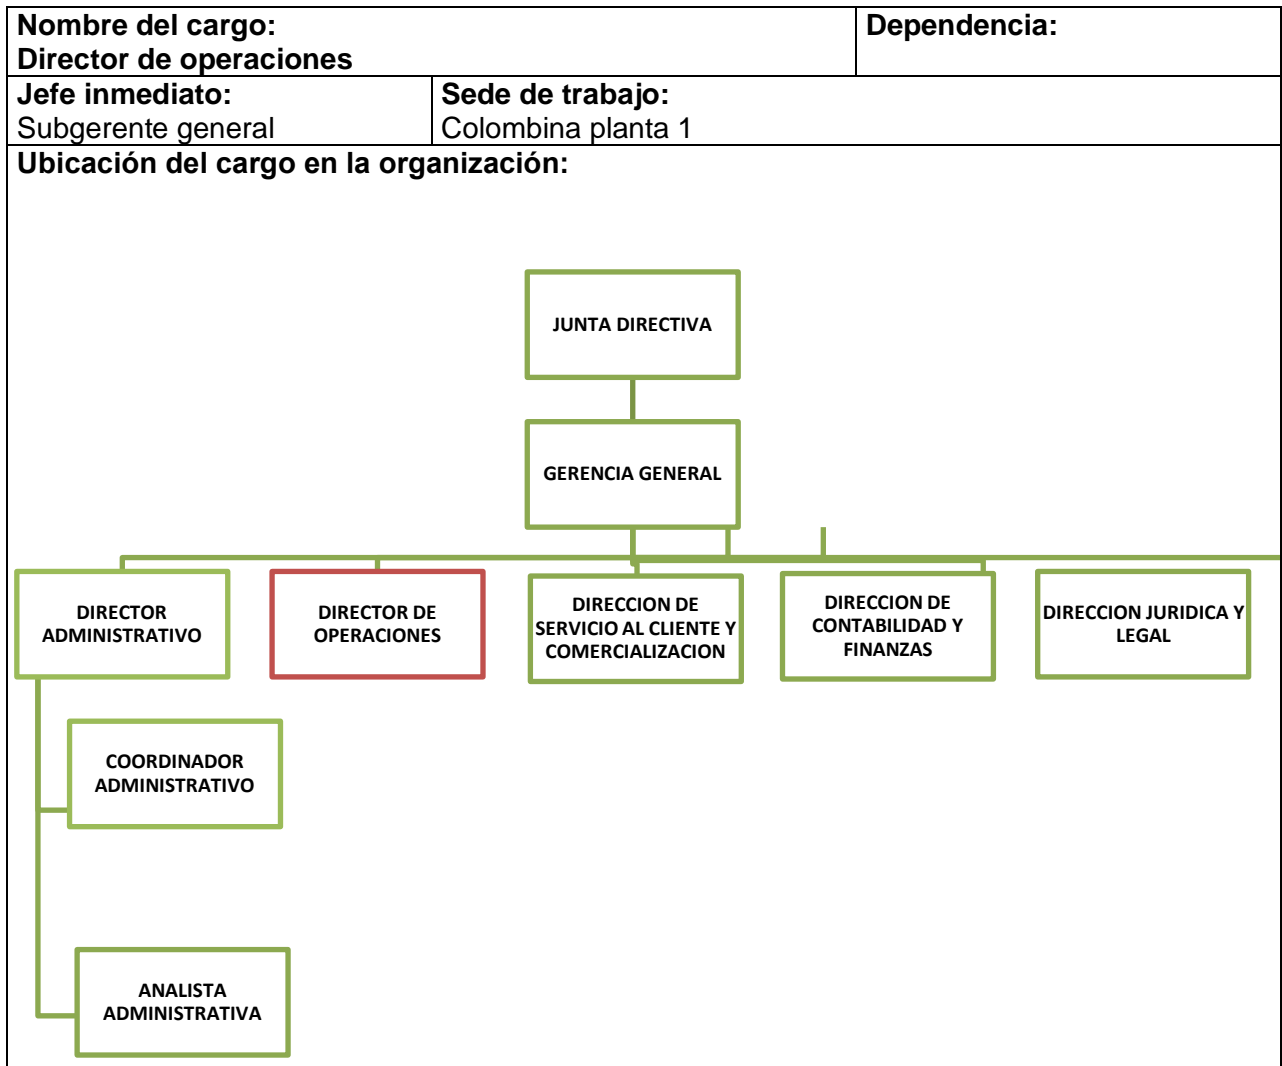 Nombre del cargo:
Director de operaciones
Dependencia:
Jefe inmediato:
Subgerente general
Sede de trabajo:
Colombina planta 1
Ubicación del cargo en la organización:
JUNTA DIRECTIVA
GERENCIA GENERAL
DIRECTOR
ADMINISTRATIVO
DIRECTOR DE
OPERACIONES
DIRECCION DE
SERVICIO AL CLIENTE Y
COMERCIALIZACION
DIRECCION DE
CONTABILIDAD Y
FINANZAS
DIRECCION JURIDICA Y
LEGAL
COORDINADOR
ADMINISTRATIVO
ANALISTA
ADMINISTRATIVA